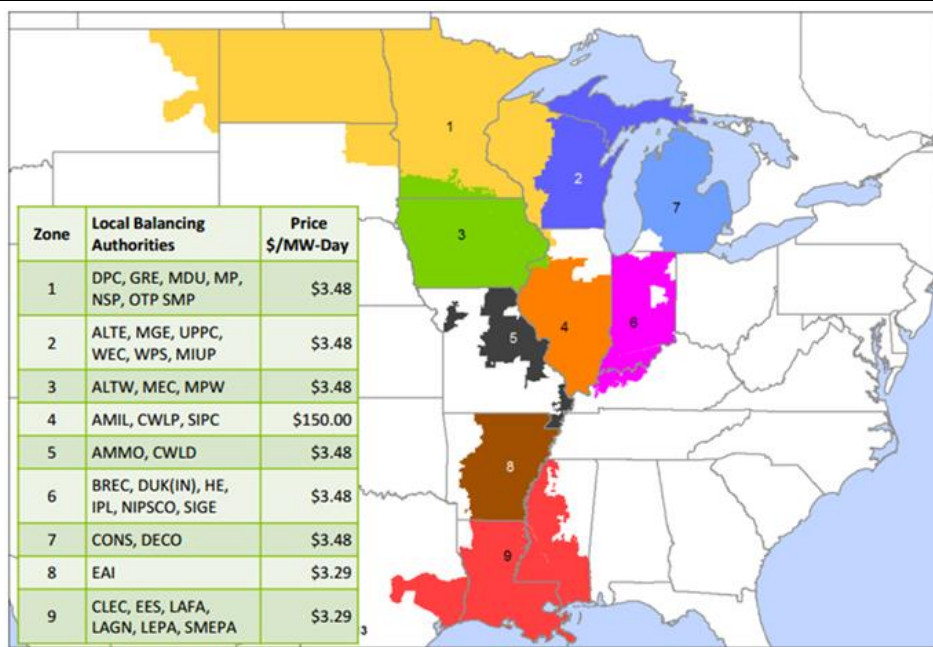 Zone Local Balancing Authorities Price $/MW-Day
1 DPC, GRE, MDU, MP, NSP, OTP SMP $3.48
2 ALTE, MGE, UPPC, WEC, WPS, MIUP $3.48
3 ALTW, MEC, MPW $3.48
4 AMIL, CWLP, SIPC $150.00
5 AMMO, CWLD $3.48
6 BREC, DUK(IN), HE, IPL, NIPSCO, SIGE $3.48
7 CONS, DECO $3.48
8 EAI $3.29
9 CLEC, EES, LAFA, LAGN, LEPA, SMEPA $3.29
1
2
7
3
4
6
5
8
9
3